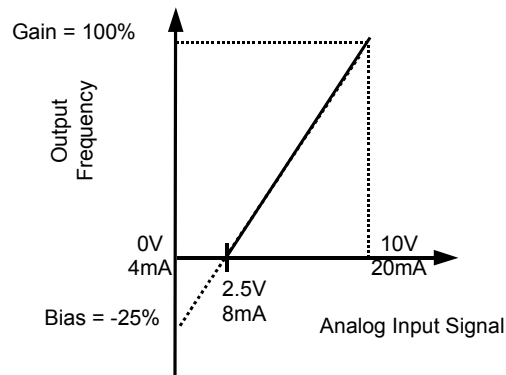 Gain = 100%
Output
Frequency
0V
4mA
10V
20mA
2.5V
8mA
Bias = -25%
Analog Input Signal